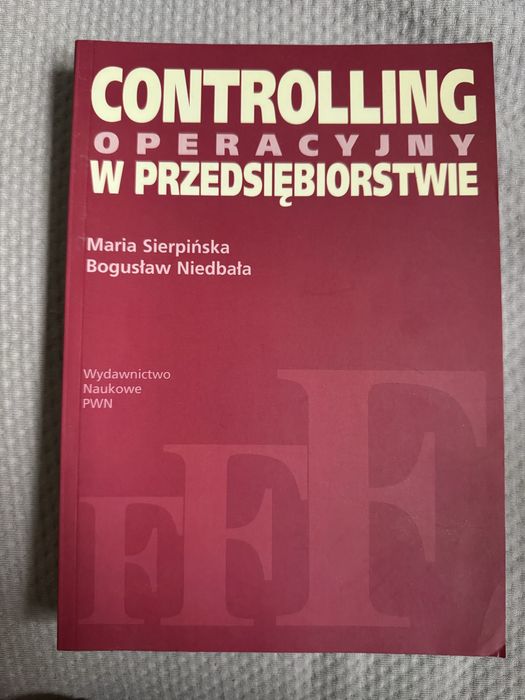 CONTROLLING
OPERACYJNY
W PRZEDSIĘBIORSTWIE
Maria Sierpińska
Bogusław Niedbała
Wydawnictwo
Naukowe
PWN
F F F